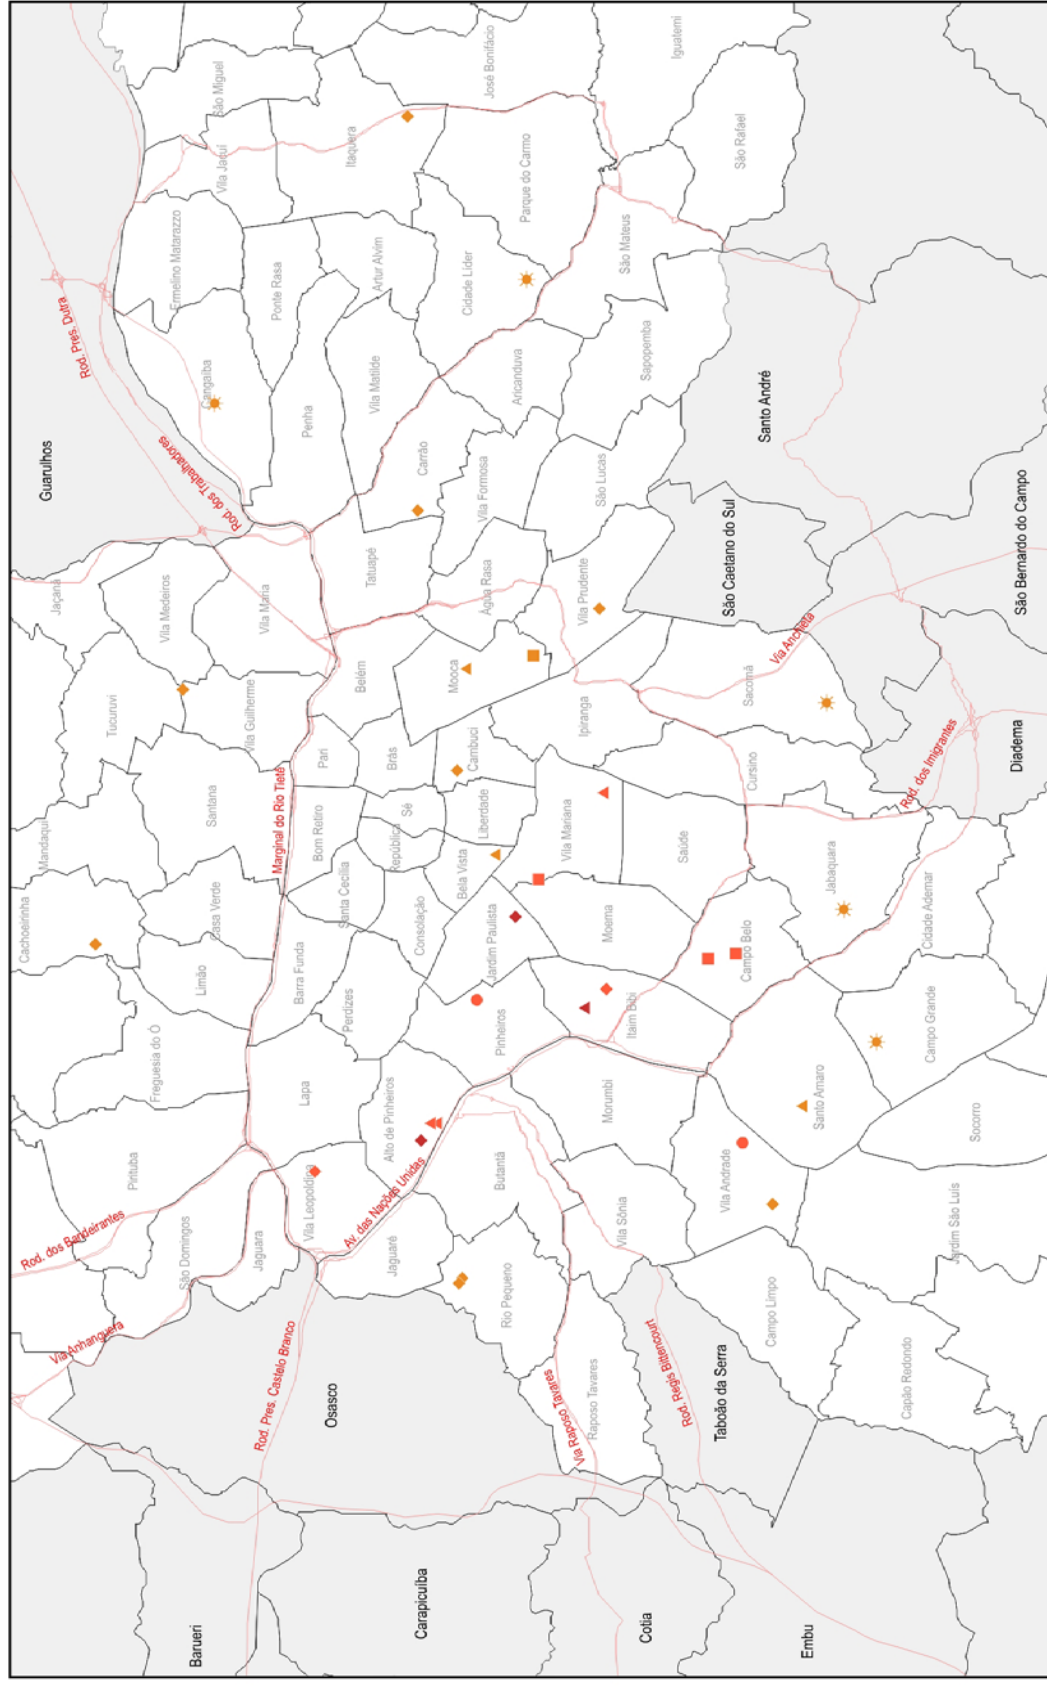 Via Anhanguera
Rod. dos Bandeirantes
Cachoeirinha
Mandaqui
Jaçanã
Guarulhos
Rod. Pres. Dutra
Tucuruvi
Pirituba
Freguesia do Ó
Vila Medeiros
Rod. dos Trabalhadores
Ermelino Matarazzo
São Domingos
Limão
Casa Verde
Santana
Cangaíba
Barueri
Vila Jacuí
São Miguel
Jaguara
Vila Guilherme
Vila Maria
Rod. Pres. Castelo Branco
Marginal do Rio Tietê
Ponte Rasa
Vila Leopoldina
Lapa
Barra Funda
Bom Retiro
Pari
Penha
Osasco
Perdizes
Santa Cecília
Itaquera
Av. das Nações Unidas
Jaguaré
Alto de Pinheiros
República
Sé
Brás
Belém
Tatuapé
Vila Matilde
Artur Alvim
Carapicuíba
Consolação
Carrão
Bela Vista
Liberdade
Cambuci
Mooca
Água Rasa
Vila Formosa
Cidade Líder
José Bonifácio
Rio Pequeno
Butantã
Pinheiros
Jardim Paulista
Aricanduva
Parque do Carmo
Via Raposo Tavares
Raposo Tavares
Vila Mariana
Ipiranga
Vila Prudente
São Lucas
Morumbi
Moema
São Mateus
Vila Sônia
Itaim Bibi
Sapopemba
Cotia
Rod. Regis Bittencourt
Saúde
Iguatemi
Taboão da Serra
Vila Andrade
Campo Belo
Cursino
Sacomã
São Caetano do Sul
São Rafael
Campo Limpo
Via Anchieta
Santo André
Embu
Santo Amaro
Jabaquara
Capão Redondo
Campo Grande
Cidade Ademar
Rod. dos Imigrantes
Jardim São Luís
Socorro
Diadema
São Bernardo do Campo